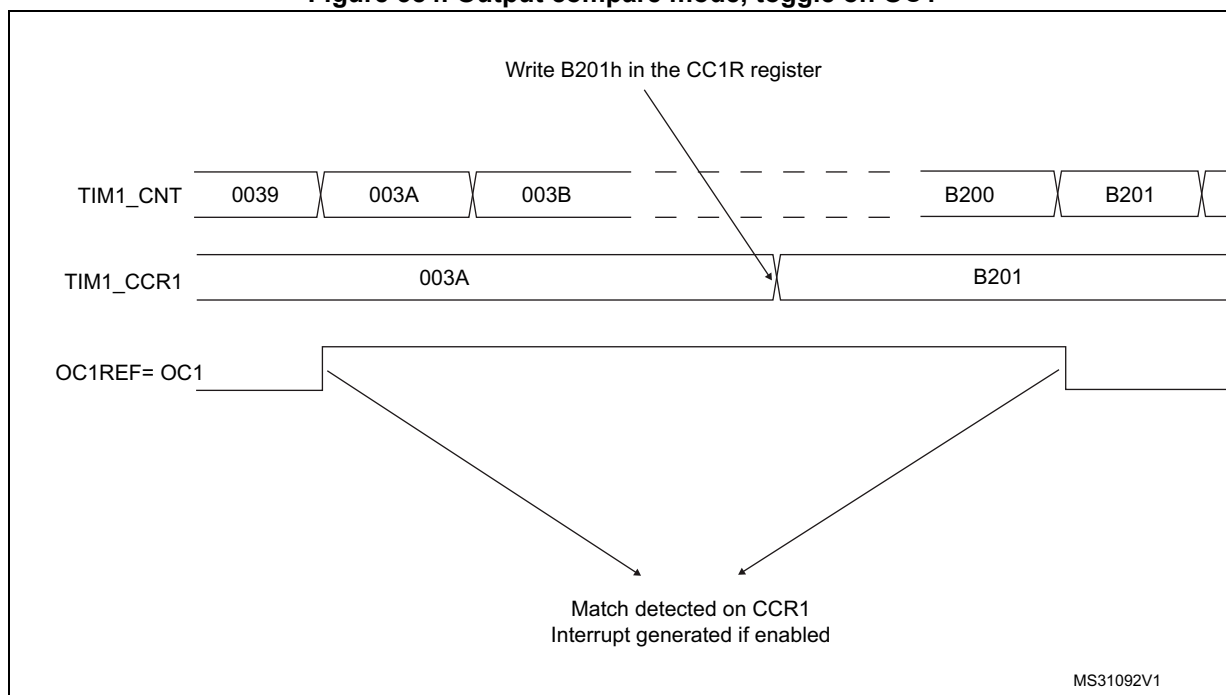 Write B201h in the CC1R register
TIM1_CNT 0039 003A 003B B200 B201
TIM1_CCR1 003A B201
OC1REF= OC1
Match detected on CCR1
Interrupt generated if enabled
MS31092V1